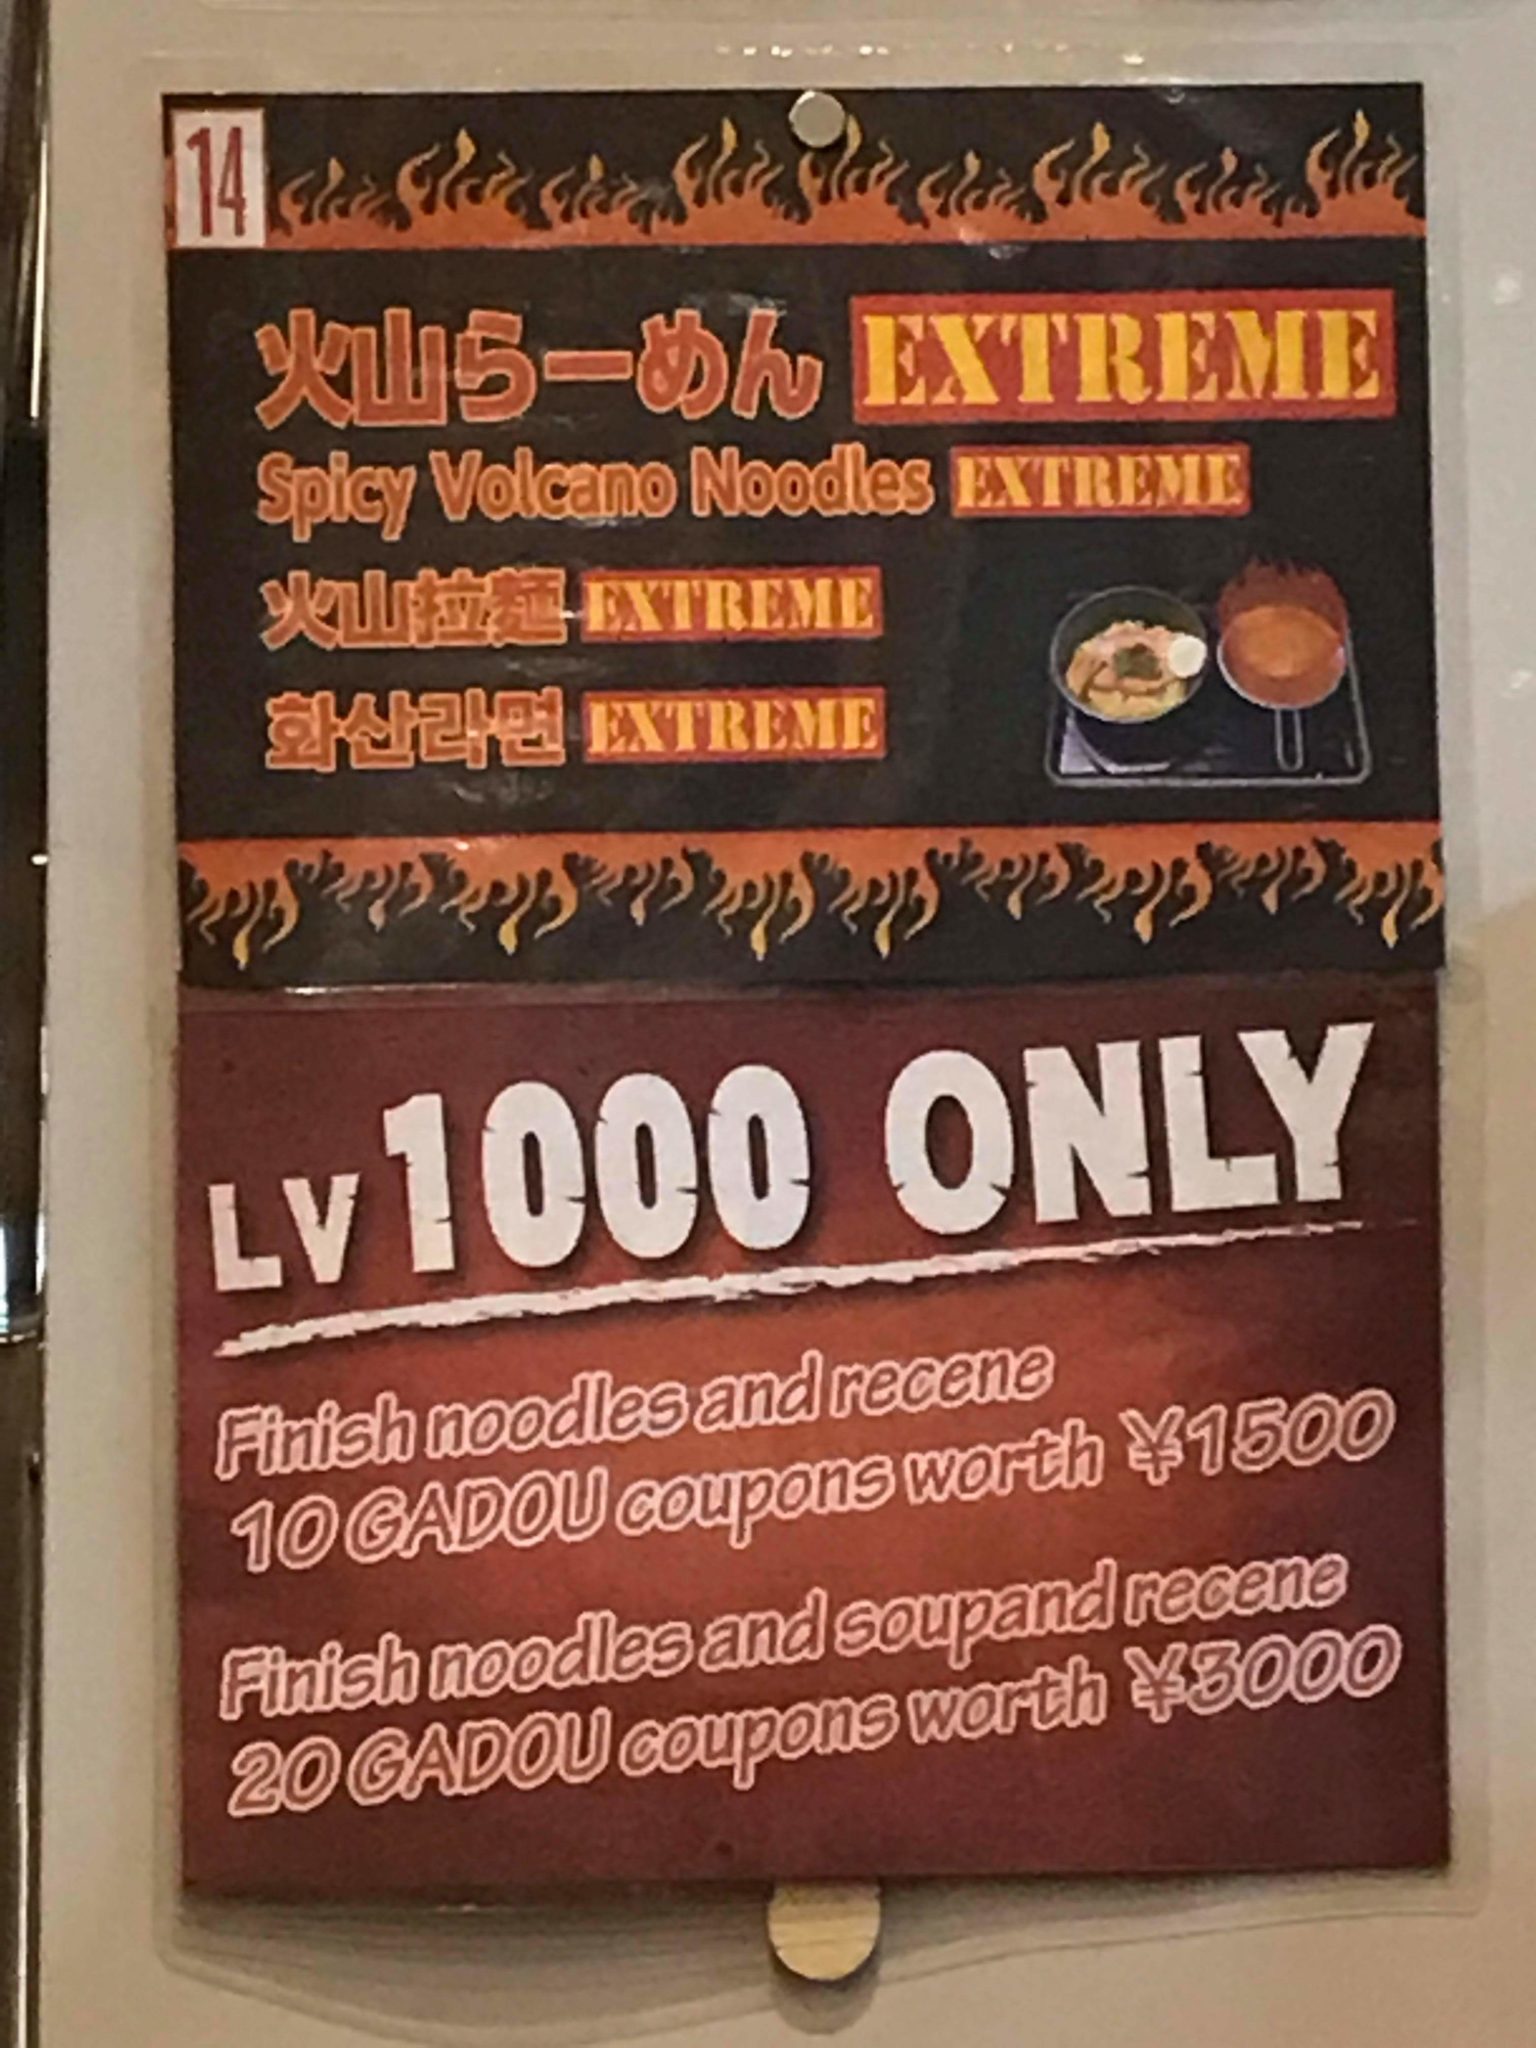 14
火山らーめん EXTREME
Spicy Volcano Noodles EXTREME
火山拉麺 EXTREME
화산라면 EXTREME
LV1000 ONLY
Finish noodles and recene
10 GADOU coupons worth ¥1500
Finish noodles and soupand recene
20 GADOU coupons worth ¥3000